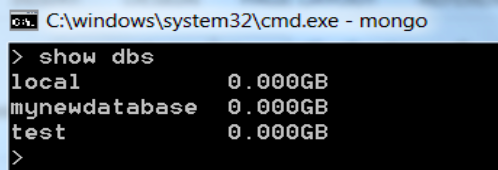 C:\windows\system32\cmd.exe - mongo
> show dbs
local 0.000GB
mynewdatabase 0.000GB
test 0.000GB
>